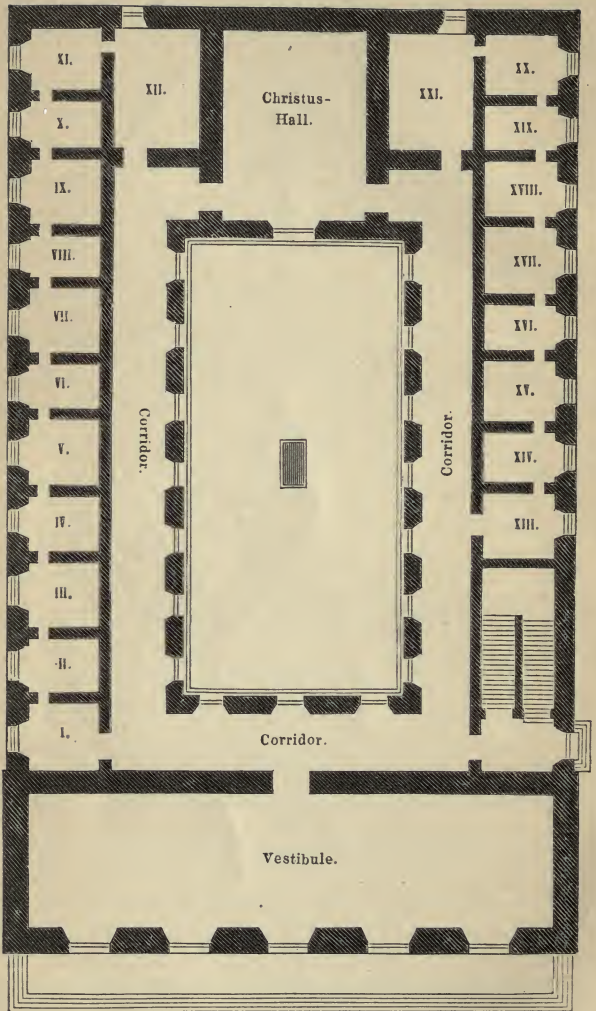 XI.
XII.
Christus-
Hall.
XXI.
XX.
X.
XIX.
IX.
XVIII.
VIII.
XVII.
VII.
XVI.
VI.
XV.
Corridor.
Corridor.
V.
XIV.
IV.
XIII.
III.
II.
I.
Corridor.
Vestibule.